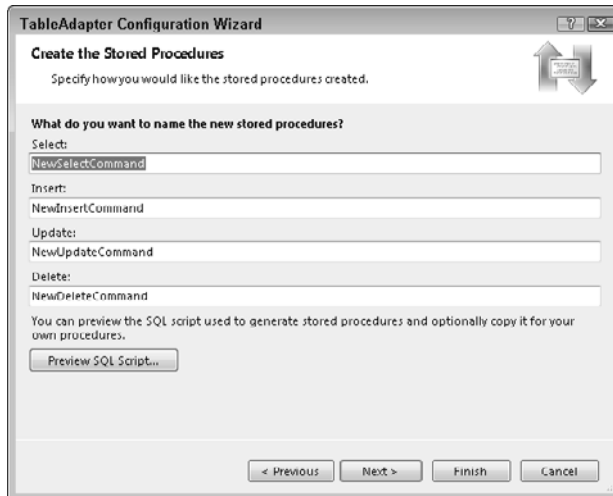 TableAdapter Configuration Wizard
Create the Stored Procedures
Specify how you would like the stored procedures created.
What do you want to name the new stored procedures?
Select:
NewSelectCommand
Insert:
NewInsertCommand
Update:
NewUpdateCommand
Delete:
NewDeleteCommand
You can preview the SQL script used to generate stored procedures and optionally copy it for your
own procedures.
Preview SQL Script...
< Previous Next > Finish Cancel